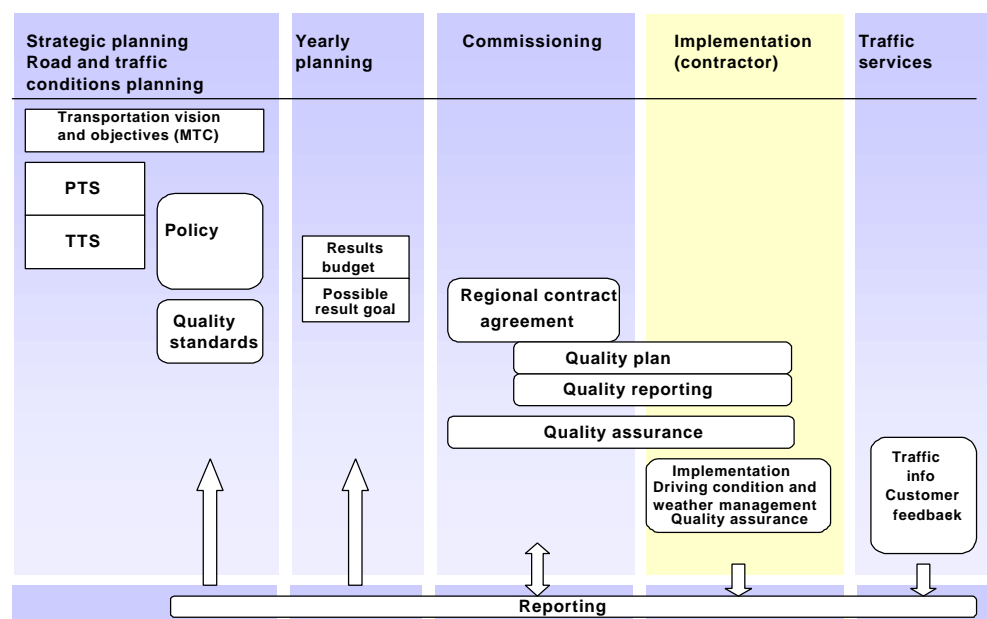 Strategic planning
Road and traffic
conditions planning
Yearly
planning
Commissioning
Implementation
(contractor)
Traffic
services
Transportation vision
and objectives (MTC)
PTS
TTS
Policy
Quality
standards
Results
budget
Possible
result goal
Regional contract
agreement
Quality plan
Quality reporting
Quality assurance
Implementation
Driving condition and
weather management
Quality assurance
Traffic
info
Customer
feedback
Reporting